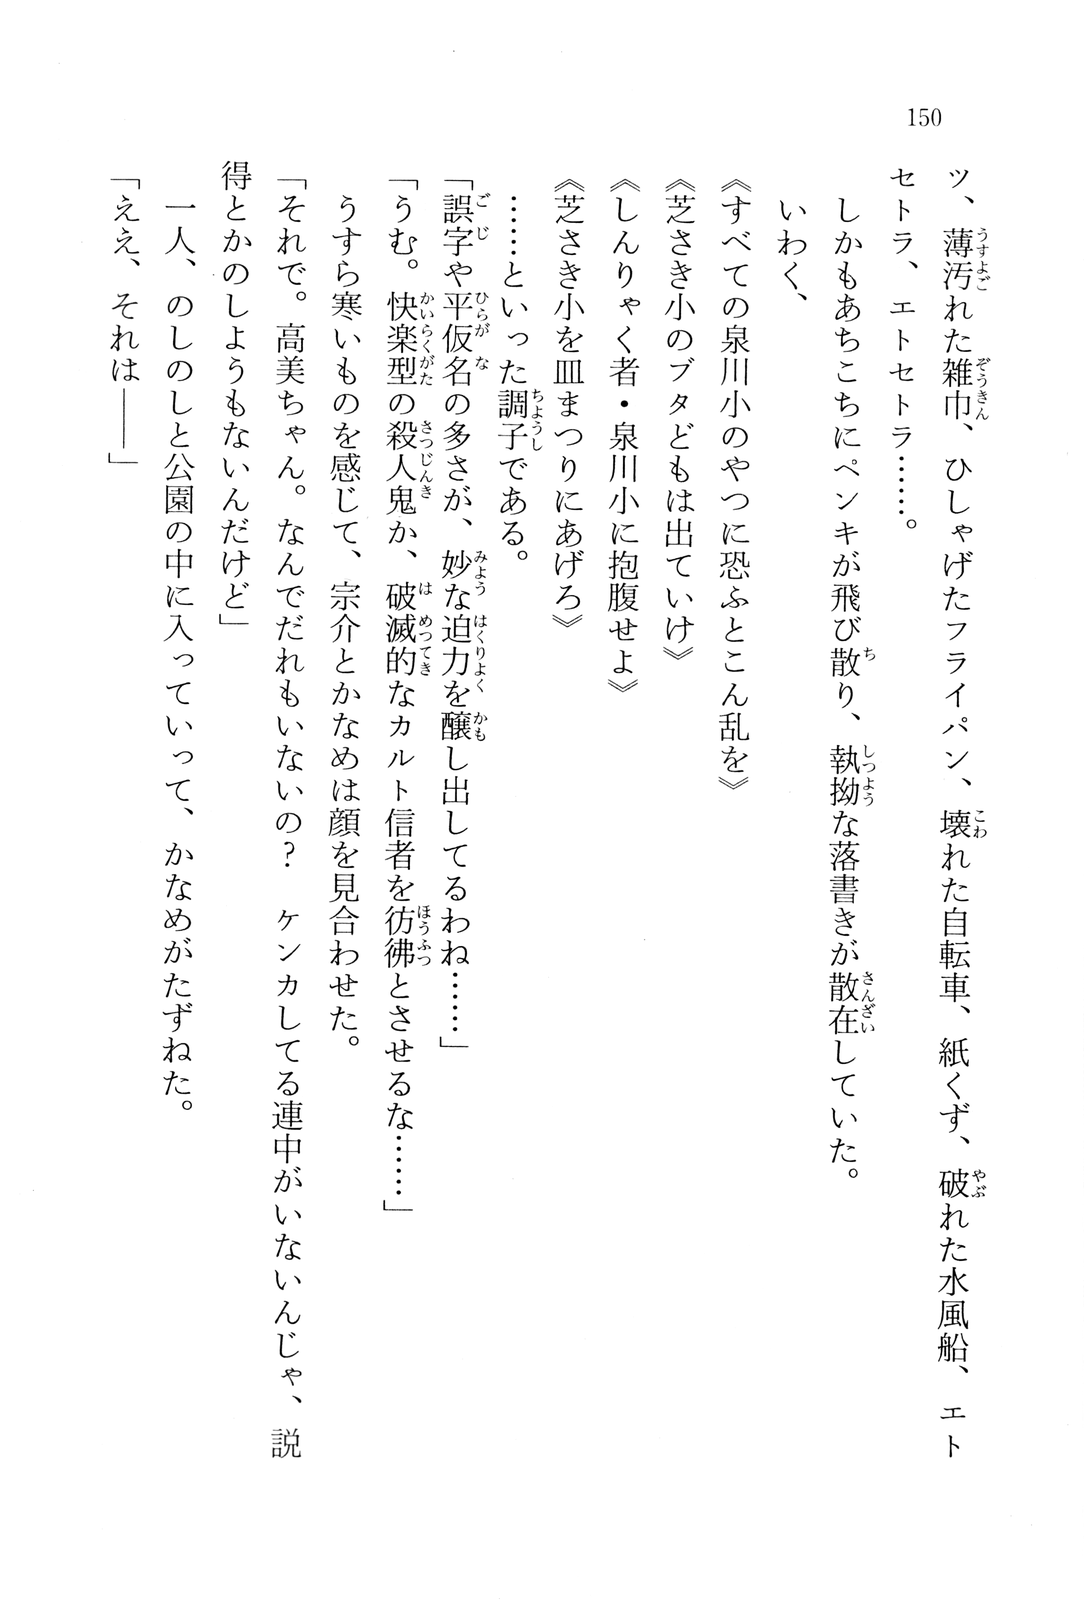 150
ツ、薄汚れた雑巾、ひしゃげたフライパン、壊れた自転車、紙くず、破れた水風船、エト
セトラ、エトセトラ……。
しかもあちこちにペンキが飛び散り、執拗な落書きが散在していた。
いわく、
《すべての泉川小のやつに恐ふとこん乱を》
《芝さき小のブタどもは出ていけ》
《しんりゃく者・泉川小に抱腹せよ》
《芝さき小を皿まつりにあげろ》
……といった調子である。
「誤字や平仮名の多さが、妙な迫力を醸し出してるわね……」
「うむ。快楽型の殺人鬼か、破滅的なカルト信者を彷彿とさせるな……」
うすら寒いものを感じて、宗介とかなめは顔を見合わせた。
「それで。高美ちゃん。なんでだれもいないの？　ケンカしてる連中がいないんじゃ、説
得とかのしようもないんだけど」
一人、のしのしと公園の中に入っていって、かなめがたずねた。
「ええ、それは――」